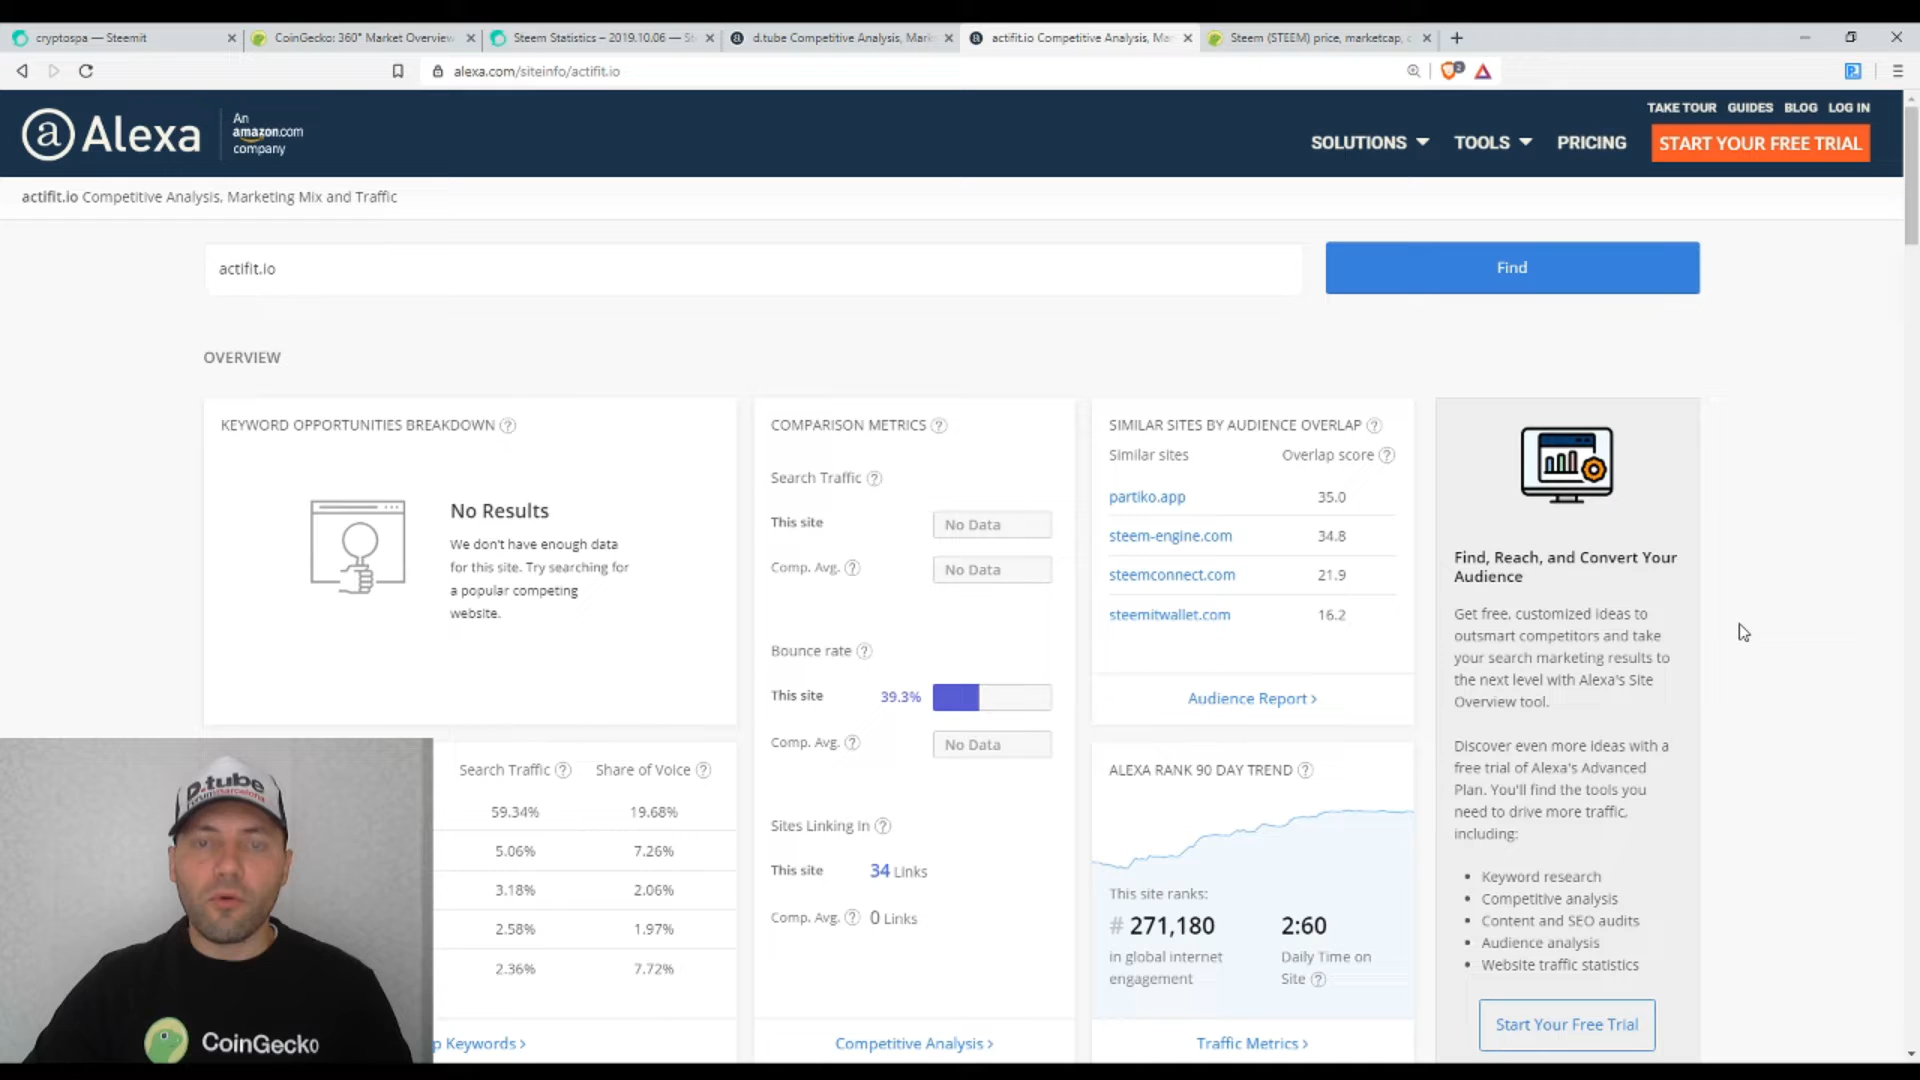 cryptospa — Steemit
CoinGecko: 360° Market Overview
Steem Statistics – 2019.10.06 — St
d.tube Competitive Analysis, Mark
actifit.io Competitive Analysis, Ma
Steem (STEEM) price, marketcap, c
alexa.com/siteinfo/actifit.io
2
TAKE TOUR GUIDES BLOG LOG IN
a Alexa
An
amazon.com
company
SOLUTIONS TOOLS PRICING START YOUR FREE TRIAL
actifit.io Competitive Analysis, Marketing Mix and Traffic
actifit.io
Find
OVERVIEW
KEYWORD OPPORTUNITIES BREAKDOWN ?
No Results
We don't have enough data
for this site. Try searching for
a popular competing
website.
COMPARISON METRICS ?
Search Traffic ?
This site No Data
Comp. Avg. ? No Data
Bounce rate ?
This site 39.3%
Comp. Avg. ? No Data
Sites Linking In ?
This site 34 Links
Comp. Avg. ? 0 Links
Competitive Analysis >
SIMILAR SITES BY AUDIENCE OVERLAP ?
Similar sites Overlap score ?
partiko.app 35.0
steem-engine.com 34.8
steemconnect.com 21.9
steemitwallet.com 16.2
Audience Report >
Search Traffic ? Share of Voice ?
59.34% 19.68%
5.06% 7.26%
3.18% 2.06%
2.58% 1.97%
2.36% 7.72%
p Keywords >
ALEXA RANK 90 DAY TREND ?
This site ranks:
# 271,180 2:60
in global internet
engagement
Daily Time on
Site ?
Traffic Metrics >
Find, Reach, and Convert Your
Audience
Get free, customized ideas to
outsmart competitors and take
your search marketing results to
the next level with Alexa's Site
Overview tool.
Discover even more ideas with a
free trial of Alexa's Advanced
Plan. You'll find the tools you
need to drive more traffic,
including:
• Keyword research
• Competitive analysis
• Content and SEO audits
• Audience analysis
• Website traffic statistics
Start Your Free Trial
D.tube
CoinGecko